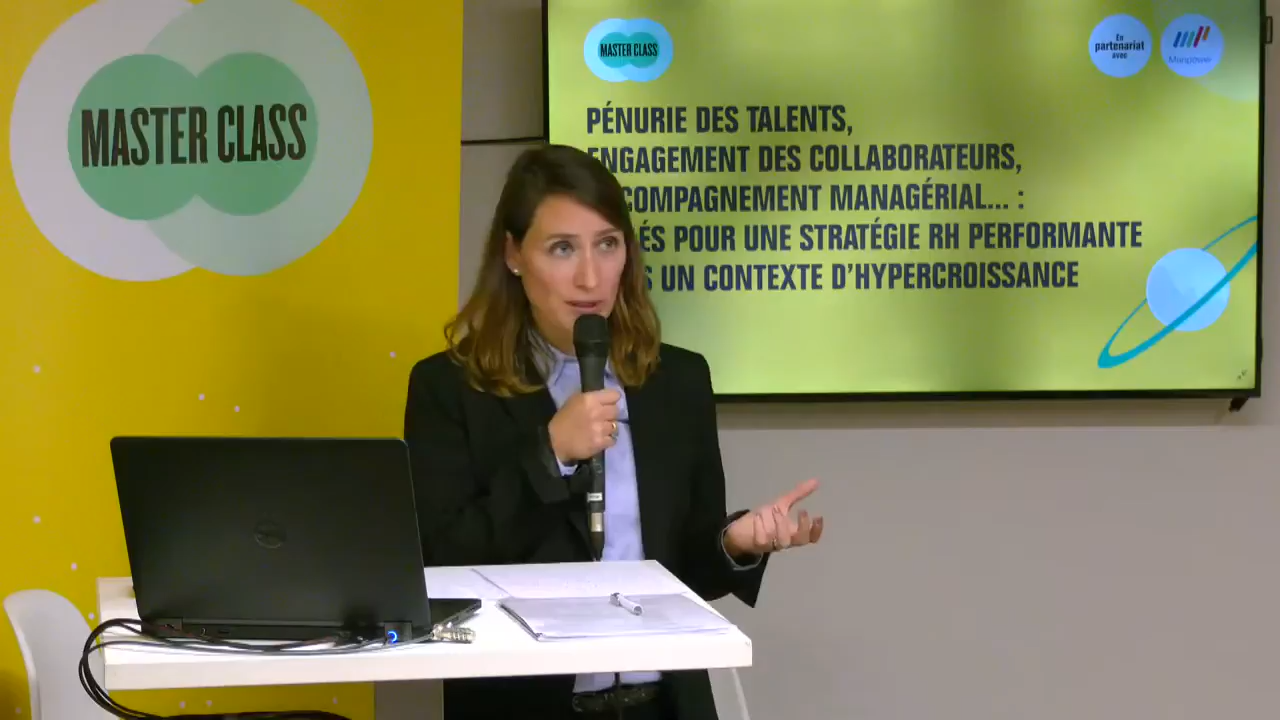 MASTER CLASS
MASTER CLASS
En
partenariat
avec
Manpower
PÉNURIE DES TALENTS,
ENGAGEMENT DES COLLABORATEURS,
COMPAGNEMENT MANAGÉRIAL... :
ÉS POUR UNE STRATÉGIE RH PERFORMANTE
S UN CONTEXTE D'HYPERCROISSANCE